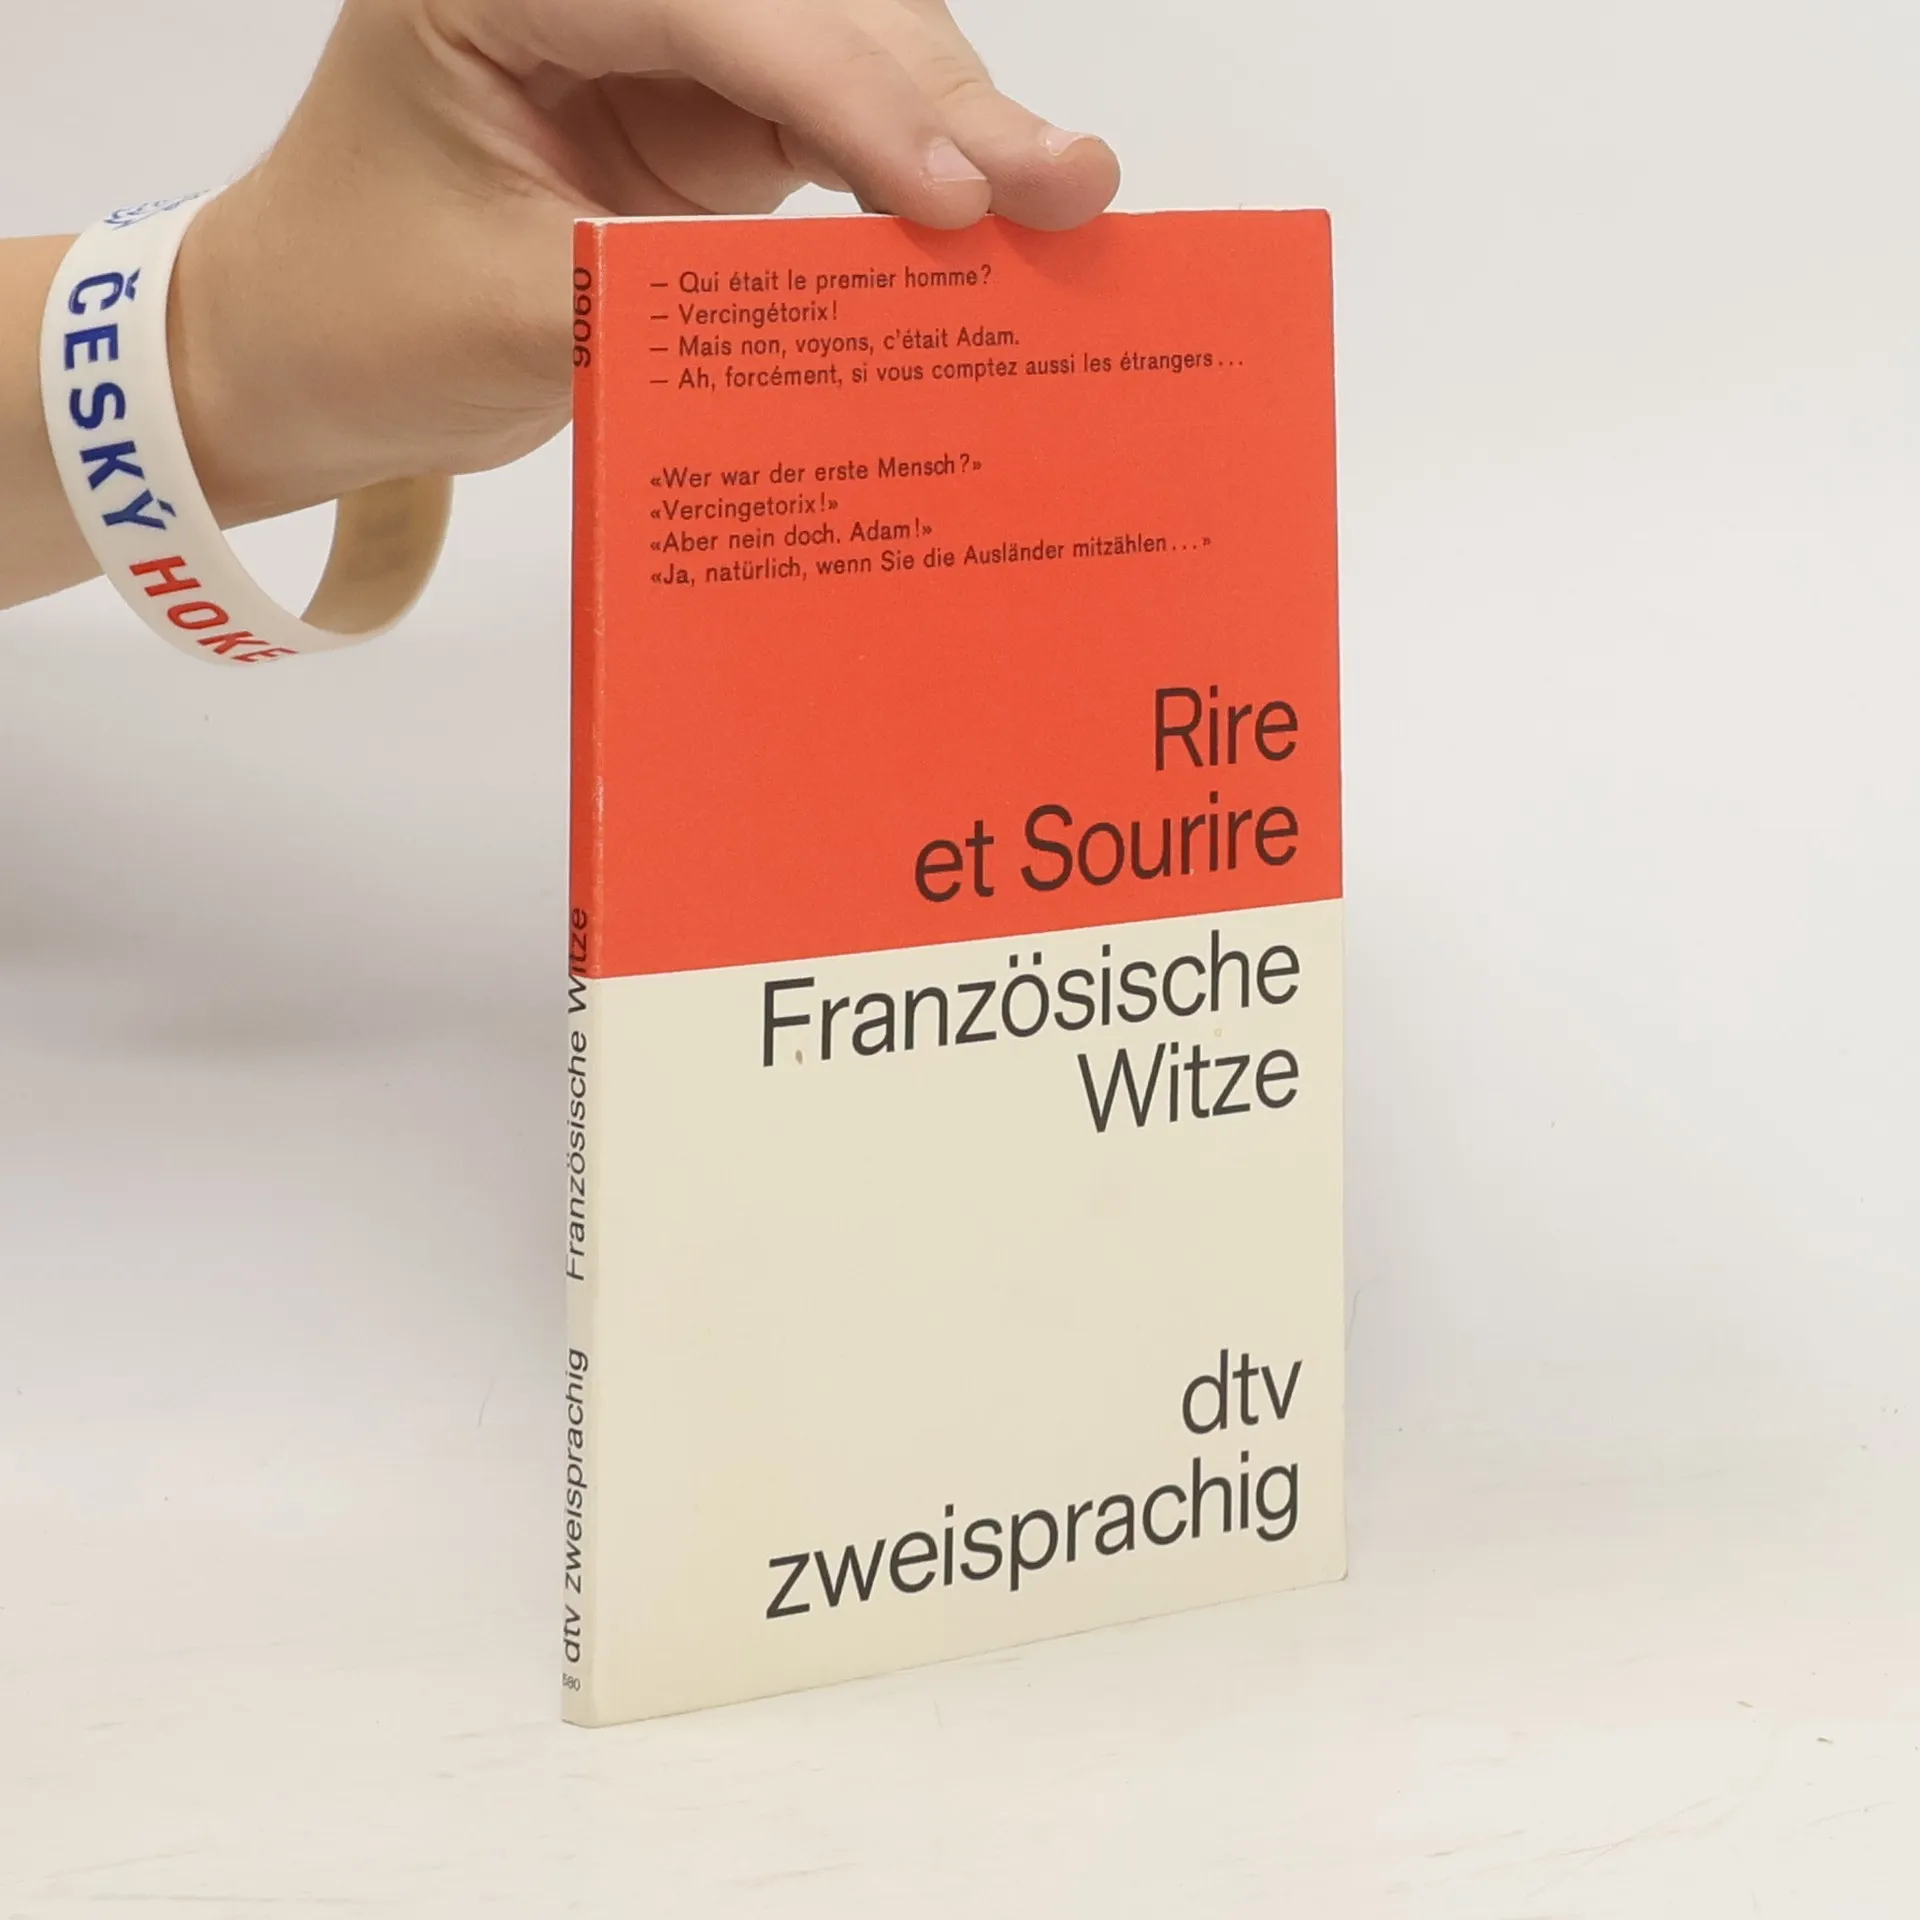 ČESKÝ HOKE
9060
— Qui était le premier homme?
— Vercingétorix!
— Mais non, voyons, c'était Adam.
— Ah, forcément, si vous comptez aussi les étrangers...
«Wer war der erste Mensch?»
«Vercingetorix!»
«Aber nein doch. Adam!»
«Ja, natürlich, wenn Sie die Ausländer mitzählen...»
Rire
et Sourire
Französische
Witze
dtv
zweisprachig
dtv zweisprachig Französische Witze
580